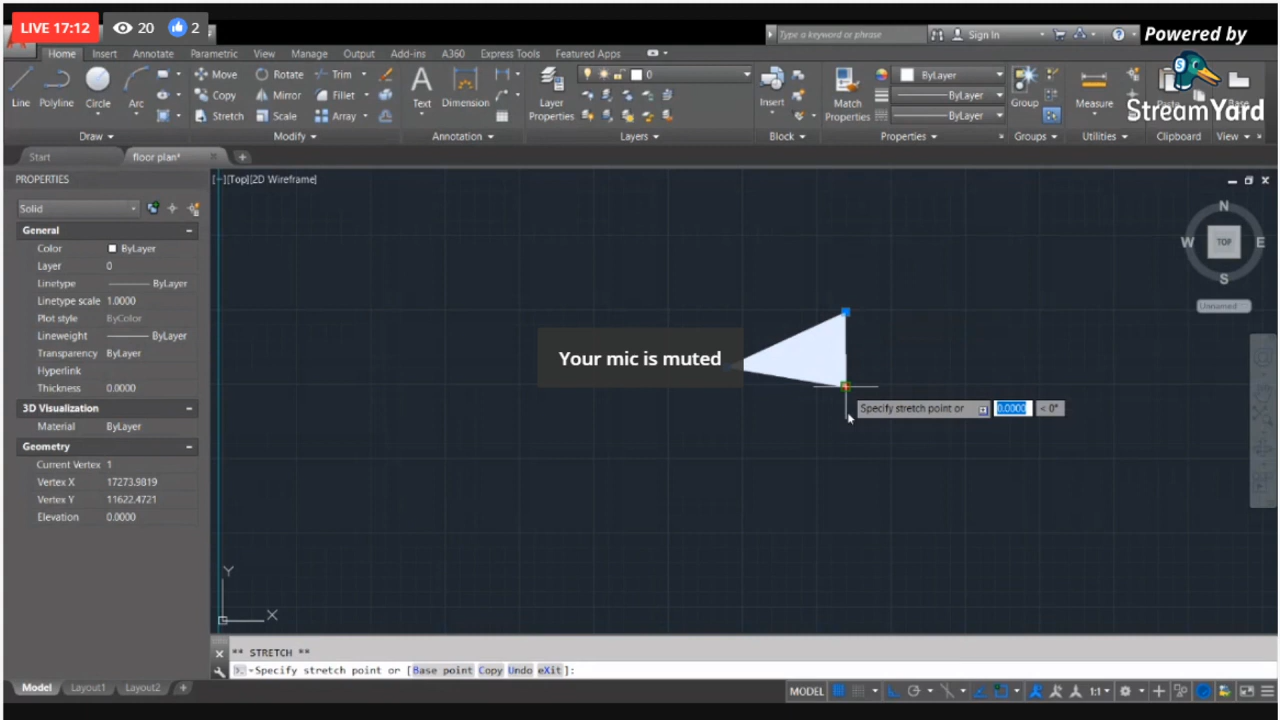 LIVE 17:12 20 2
Type a keyword or phrase Sign In Powered by
Home Insert Annotate Parametric View Manage Output Add-ins A360 Express Tools Featured Apps
StreamYard
Line Polyline Circle Arc
Move Rotate Trim
Copy Mirror Fillet
Stretch Scale Array
Text Dimension
Layer Properties
0
Insert
Match Properties
ByLayer
ByLayer
ByLayer
Group
Measure
Paste
Base
Draw Modify Annotation Layers Block Properties Groups Utilities Clipboard View
Start floor plan* +
PROPERTIES
[−][Top][2D Wireframe]
Solid
General
Color ByLayer
Layer 0
Linetype ByLayer
Linetype scale 1.0000
Plot style ByColor
Lineweight ByLayer
Transparency ByLayer
Hyperlink
Thickness 0.0000
3D Visualization
Material ByLayer
Geometry
Current Vertex 1
Vertex X 17273.9819
Vertex Y 11622.4721
Elevation 0.0000
N
W TOP E
S
Unnamed
Your mic is muted
Specify stretch point or 0.0000 < 0°
Y
X
** STRETCH **
Specify stretch point or [Base point Copy Undo eXit]:
Model Layout1 Layout2 +
MODEL 1:1